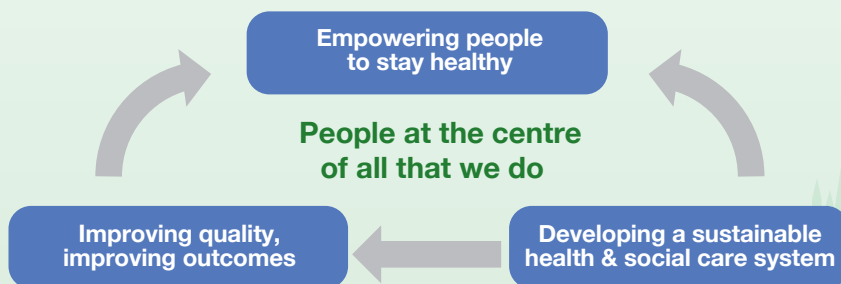 Empowering people
to stay healthy
People at the centre
of all that we do
Improving quality,
improving outcomes
Developing a sustainable
health & social care system